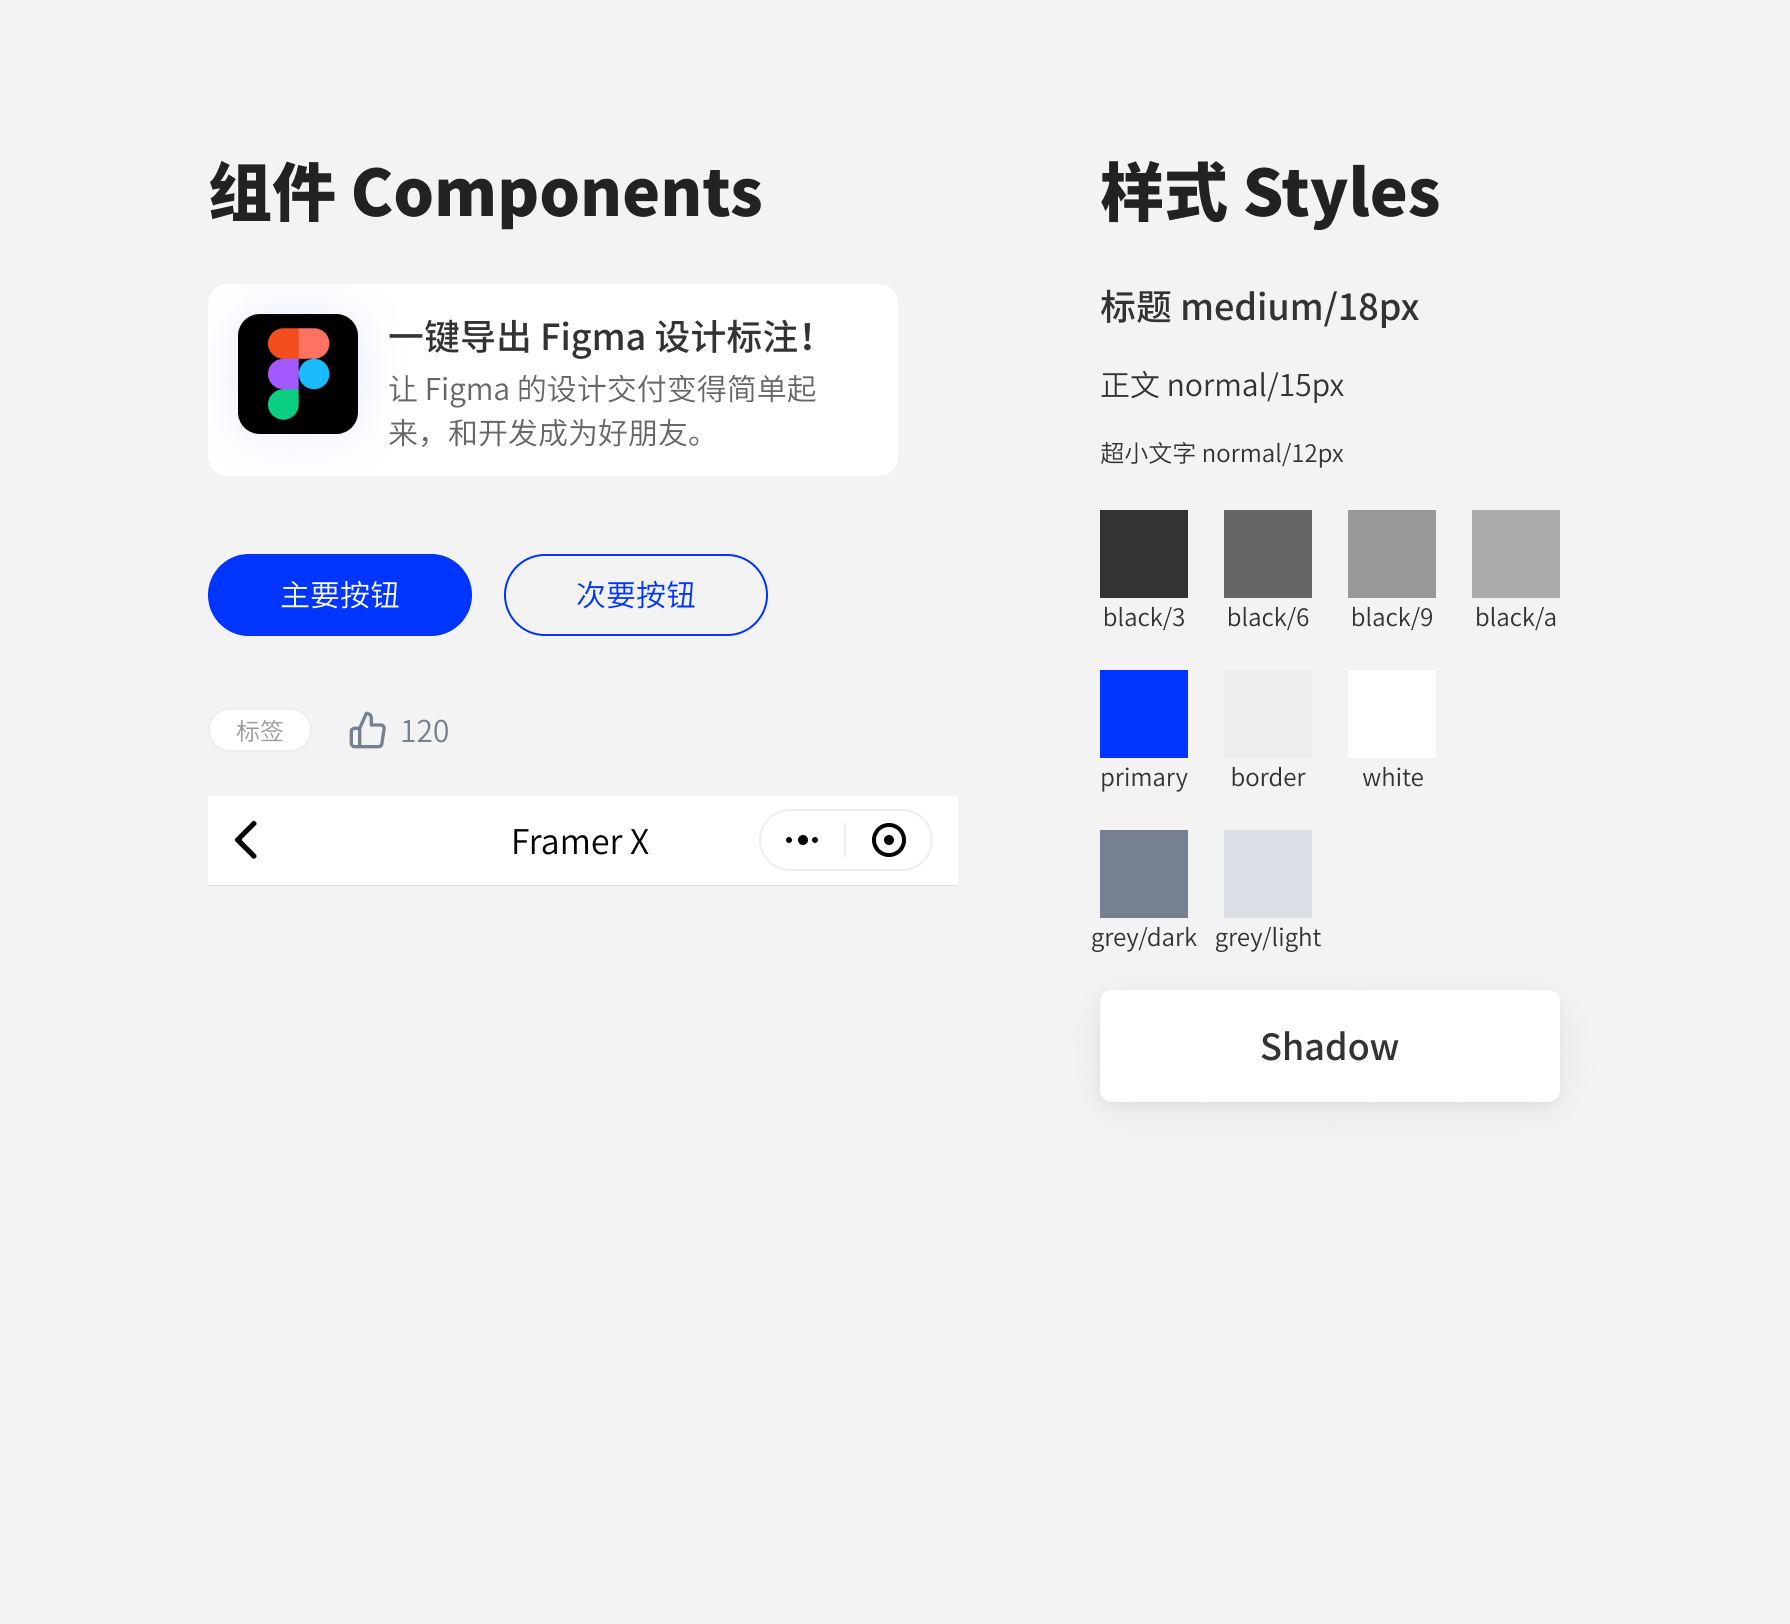 组件 Components
一键导出 Figma 设计标注！
让 Figma 的设计交付变得简单起
来，和开发成为好朋友。
主要按钮
次要按钮
标签
120
Framer X
样式 Styles
标题 medium/18px
正文 normal/15px
超小文字 normal/12px
black/3
black/6
black/9
black/a
primary
border
white
grey/dark
grey/light
Shadow